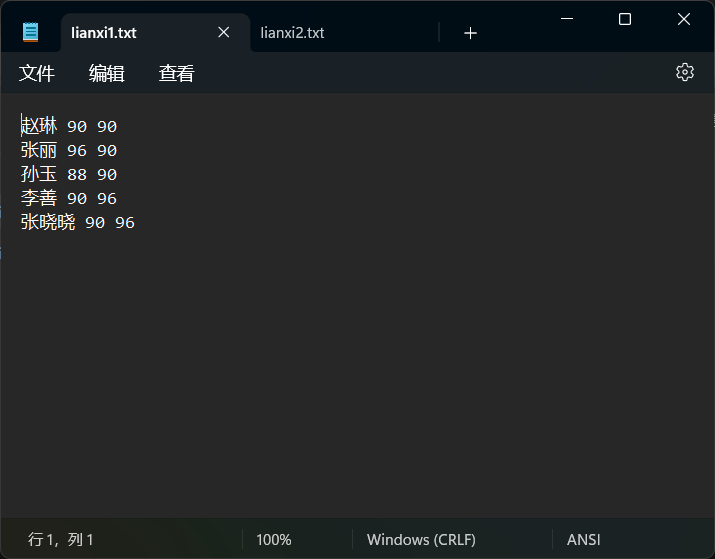 lianxi1.txt
lianxi2.txt
文件 编辑 查看
赵琳 90 90
张丽 96 90
孙玉 88 90
李善 90 96
张晓晓 90 96
行 1，列 1 100% Windows (CRLF) ANSI